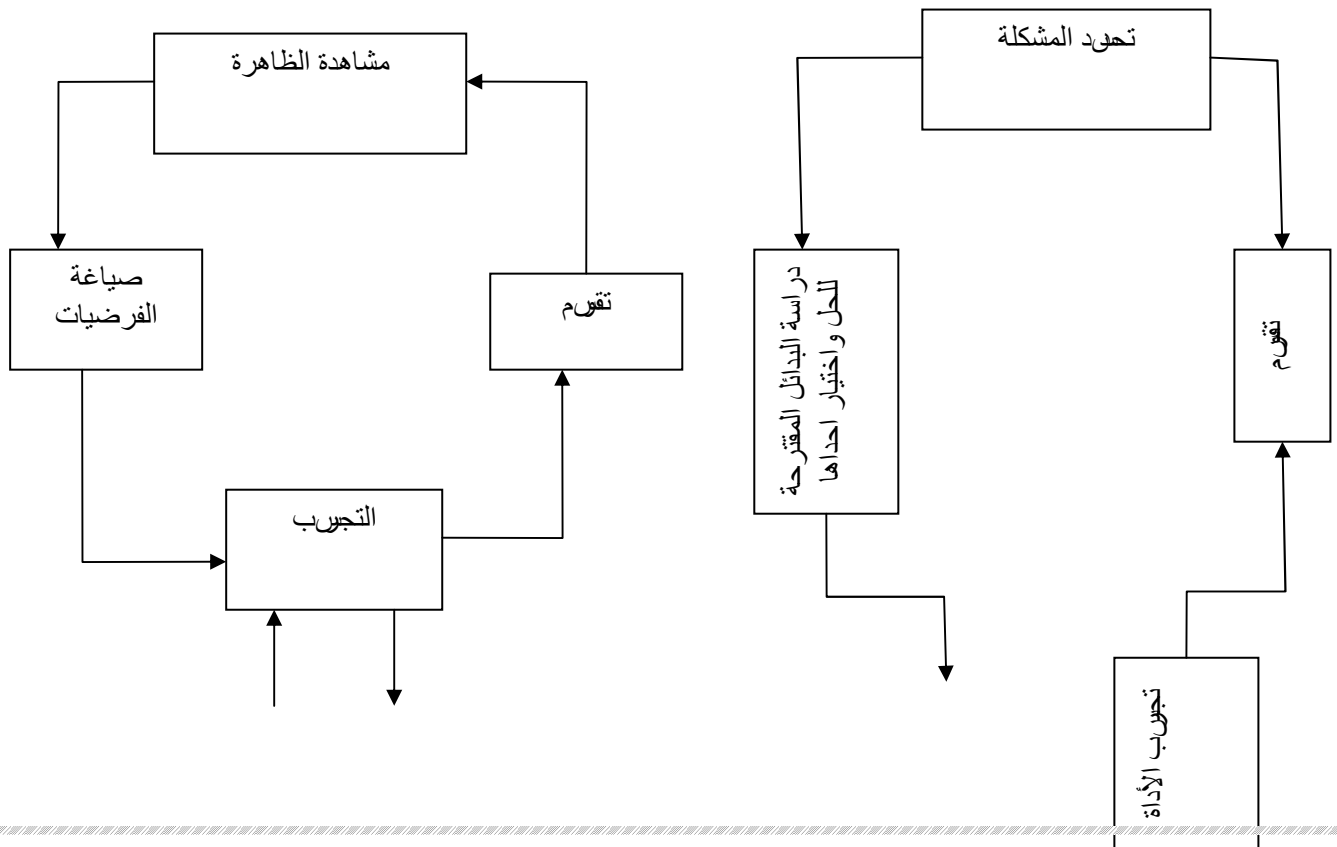 تحديد المشكلة
مشاهدة الظاهرة
دراسة البدائل المقترحة
للحل واختيار احداها
تقويم
صياغة
الفرضيات
تقويم
التجريب
تجريب الأداة